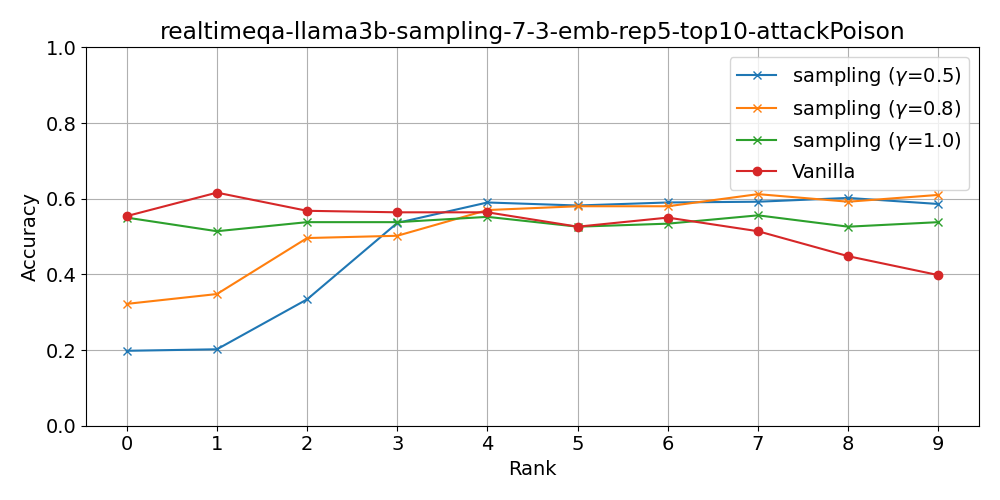 realtimeqa-llama3b-sampling-7-3-emb-rep5-top10-attackPoison
1.0
0.8
0.6
0.4
0.2
0.0
Accuracy
sampling (γ=0.5)
sampling (γ=0.8)
sampling (γ=1.0)
Vanilla
0 1 2 3 4 5 6 7 8 9
Rank